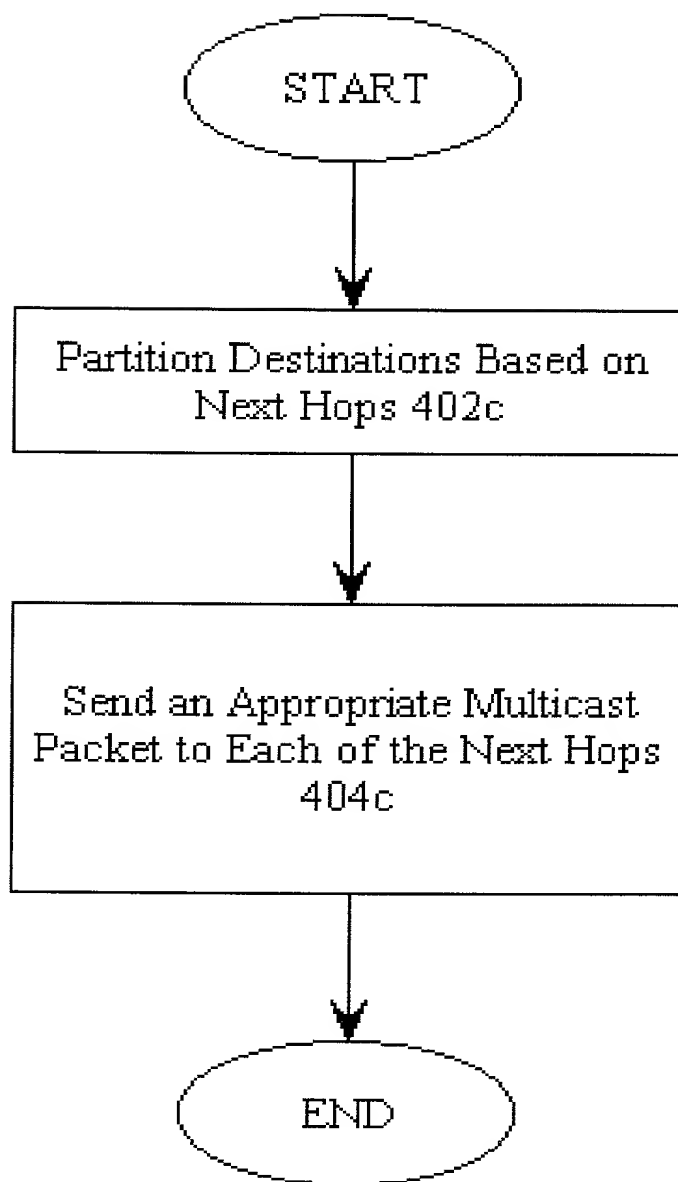 START
Partition Destinations Based on
Next Hops 402c
Send an Appropriate Multicast
Packet to Each of the Next Hops
404c
END